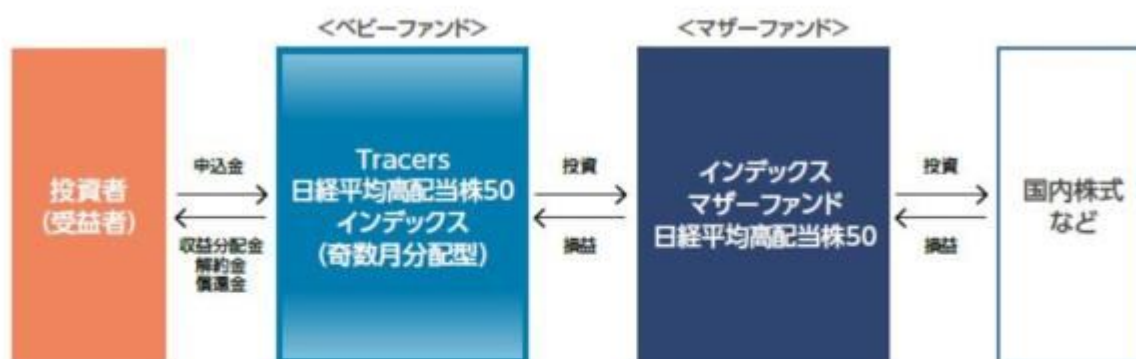 <ベビーファンド>
<マザーファンド>
投資者
(受益者)
申込金
収益分配金
解約金
償還金
Tracers
日経平均高配当株50
インデックス
(奇数月分配型)
投資
損益
インデックス
マザーファンド
日経平均高配当株50
投資
損益
国内株式
など